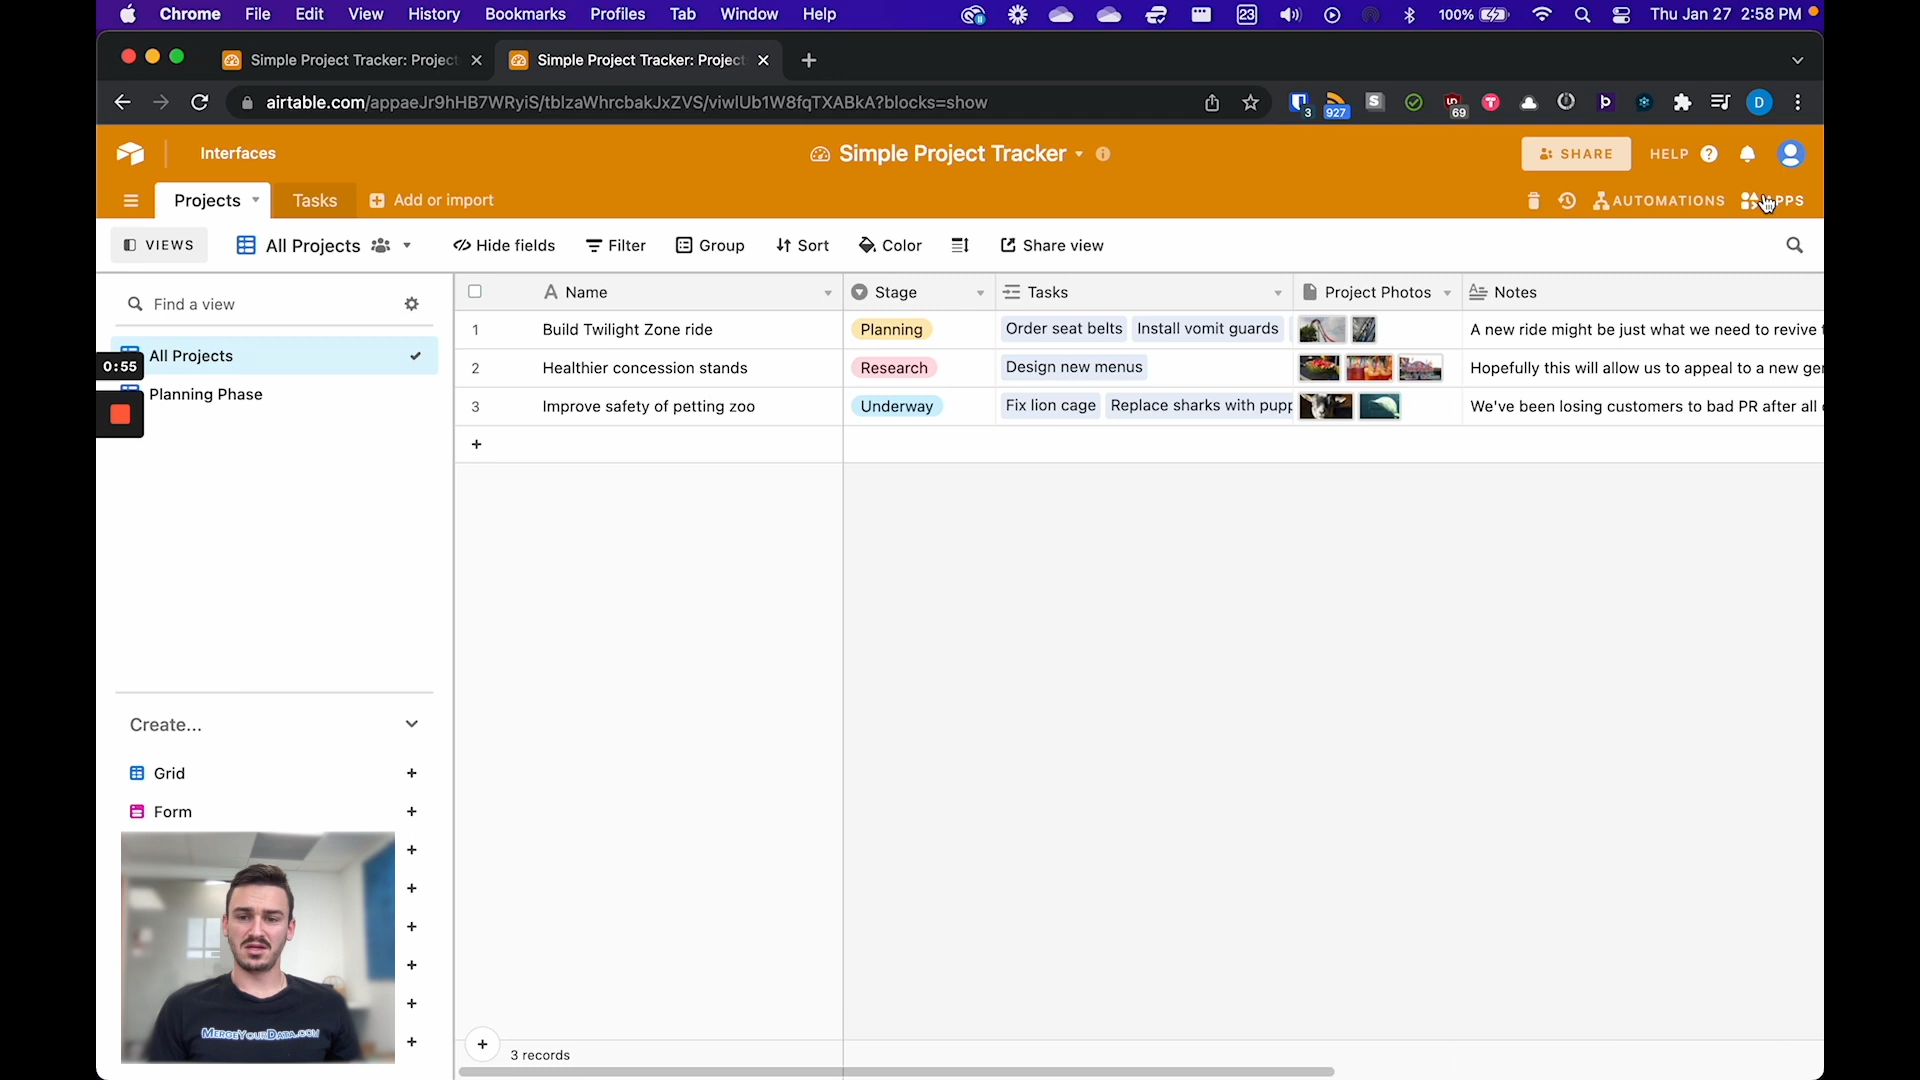 Chrome File Edit View History Bookmarks Profiles Tab Window Help 23 100% Thu Jan 27 2:58 PM
Simple Project Tracker: Project Simple Project Tracker: Project
airtable.com/appaeJr9hHB7WRyiS/tblzaWhrcbakJxZVS/viwlUb1W8fqTXABkA?blocks=show 3 927 S 69 T D
Interfaces Simple Project Tracker SHARE HELP
Projects Tasks Add or import AUTOMATIONS PPS
VIEWS All Projects Hide fields Filter Group Sort Color Share view
Find a view
Name Stage Tasks Project Photos Notes
1 Build Twilight Zone ride Planning Order seat belts Install vomit guards A new ride might be just what we need to revive
2 Healthier concession stands Research Design new menus Hopefully this will allow us to appeal to a new ge
3 Improve safety of petting zoo Underway Fix lion cage Replace sharks with pupp We've been losing customers to bad PR after all
All Projects
0:55
Planning Phase
Create...
Grid
Form
MERGEYOURDATA.COM
3 records